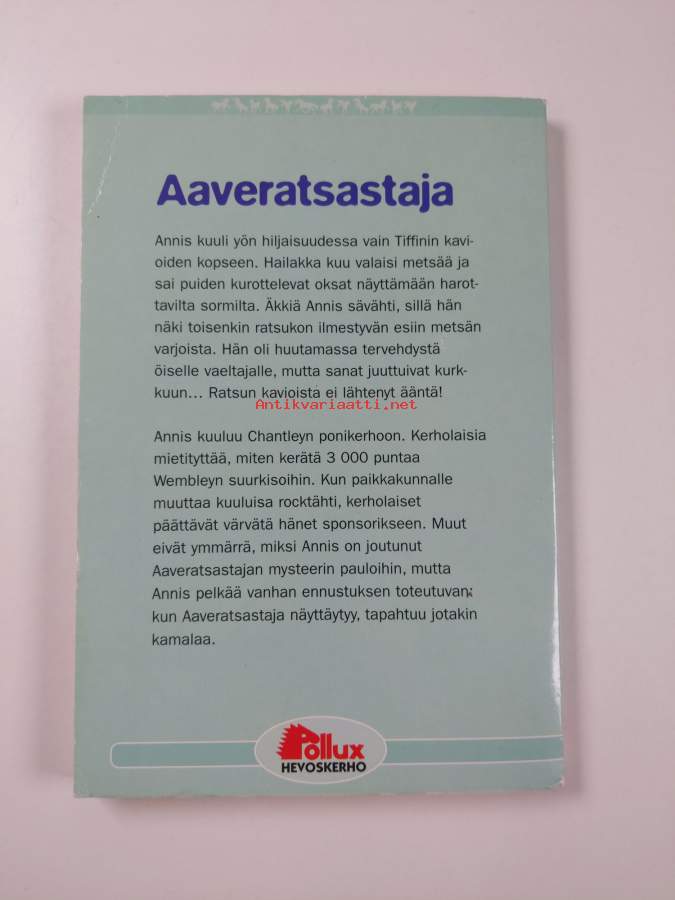 Aaveratsastaja
Annis kuuli yön hiljaisuudessa vain Tiffinin kavi-
oiden kopseen. Hailakka kuu valaisi metsää ja
sai puiden kurottelevat oksat näyttämään harot-
tavilta sormilta. Äkkiä Annis sävähti, sillä hän
näki toisenkin ratsukon ilmestyvän esiin metsän
varjoista. Hän oli huutamassa tervehdystä
öiselle vaeltajalle, mutta sanat juuttuivat kurk-
kuun... Ratsun kavioista ei lähtenyt ääntä!
Antikvariaatti.net
Annis kuuluu Chantleyn ponikerhoon. Kerholaisia
mietityttää, miten kerätä 3 000 puntaa
Wembleyn suurkisoihin. Kun paikkakunnalle
muuttaa kuuluisa rocktähti, kerholaiset
päättävät värvätä hänet sponsorikseen. Muut
eivät ymmärrä, miksi Annis on joutunut
Aaveratsastajan mysteerin pauloihin, mutta
Annis pelkää vanhan ennustuksen toteutuvan:
kun Aaveratsastaja näyttäytyy, tapahtuu jotakin
kamalaa.
Pollux
HEVOSKERHO